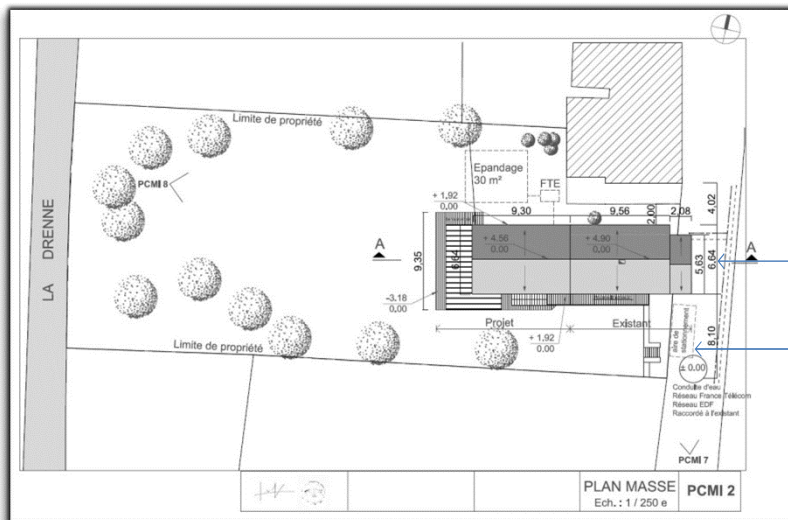 Limite de propriété
PCMI 8
LA DRENNE
Epandage
30 m²
FTE
+ 1.92
0,00
9,30
9,56
2,00
2,08
4,02
A
9,35
6,64
+ 4.56
0.00
+ 4.90
0.00
5,63
6,64
A
-3.18
0,00
Projet
Existant
+ 1,92
0.00
8,10
aire de
stationnement
± 0.00
Limite de propriété
Conduite d'eau
Réseau France Télécom
Réseau EDF
Raccordé à l'existant
PCMI 7
PLAN MASSE
Ech. : 1 / 250 e
PCMI 2